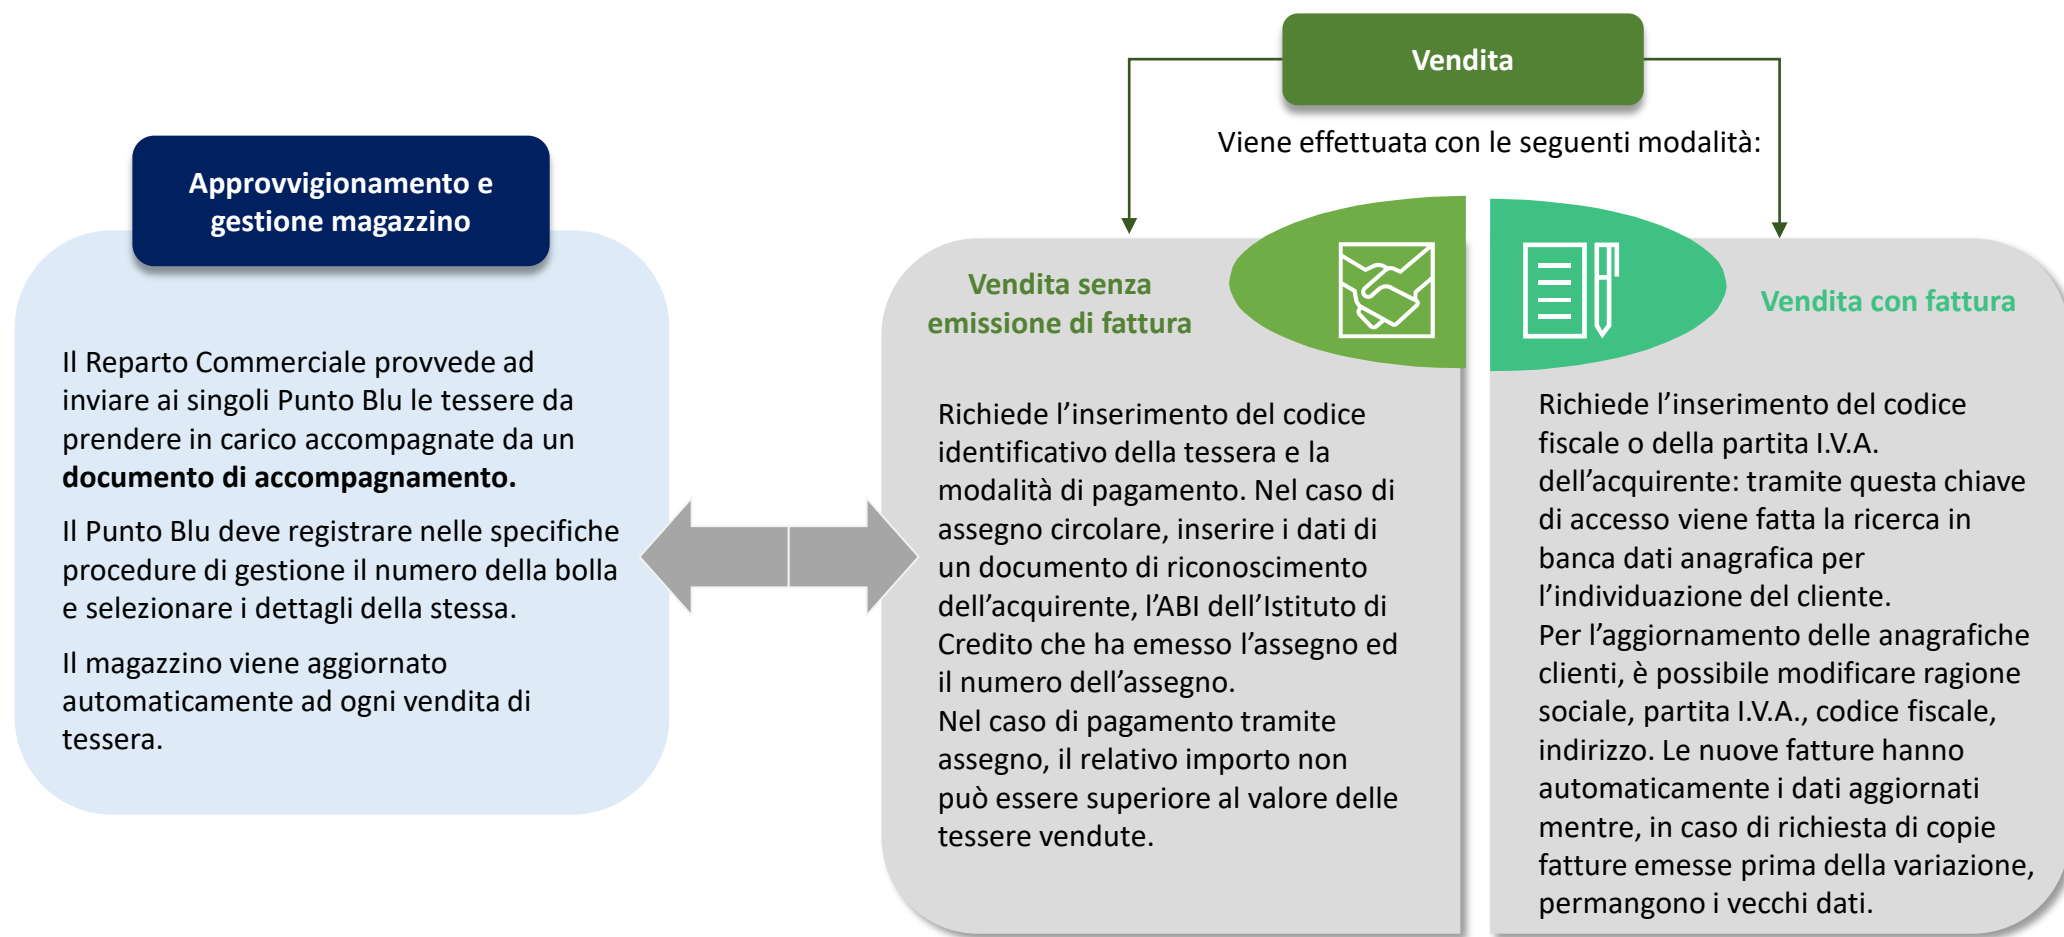 Approvvigionamento e
gestione magazzino
Il Reparto Commerciale provvede ad
inviare ai singoli Punto Blu le tessere da
prendere in carico accompagnate da un
documento di accompagnamento.
Il Punto Blu deve registrare nelle specifiche
procedure di gestione il numero della bolla
e selezionare i dettagli della stessa.
Il magazzino viene aggiornato
automaticamente ad ogni vendita di
tessera.
Vendita
Viene effettuata con le seguenti modalità:
Vendita senza
emissione di fattura
Richiede l’inserimento del codice
identificativo della tessera e la
modalità di pagamento. Nel caso di
assegno circolare, inserire i dati di
un documento di riconoscimento
dell’acquirente, l’ABI dell’Istituto di
Credito che ha emesso l’assegno ed
il numero dell’assegno.
Nel caso di pagamento tramite
assegno, il relativo importo non
può essere superiore al valore delle
tessere vendute.
Vendita con fattura
Richiede l’inserimento del codice
fiscale o della partita I.V.A.
dell’acquirente: tramite questa chiave
di accesso viene fatta la ricerca in
banca dati anagrafica per
l’individuazione del cliente.
Per l’aggiornamento delle anagrafiche
clienti, è possibile modificare ragione
sociale, partita I.V.A., codice fiscale,
indirizzo. Le nuove fatture hanno
automaticamente i dati aggiornati
mentre, in caso di richiesta di copie
fatture emesse prima della variazione,
permangono i vecchi dati.